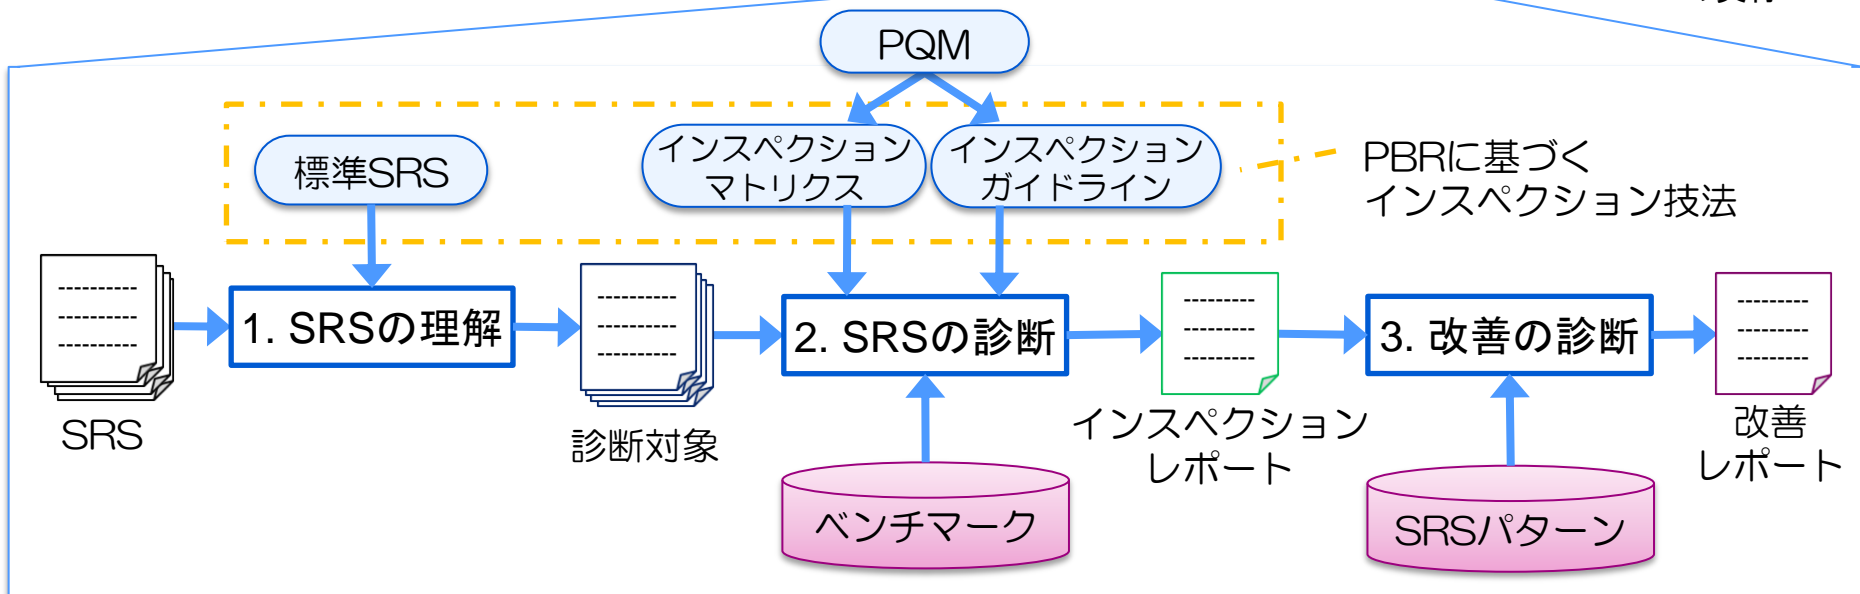 PQM
標準SRS
インスペクション
マトリクス
インスペクション
ガイドライン
PBRに基づく
インスペクション技法
1. SRSの理解
2. SRSの診断
3. 改善の診断
SRS
診断対象
インスペクション
レポート
改善
レポート
ベンチマーク
SRSパターン